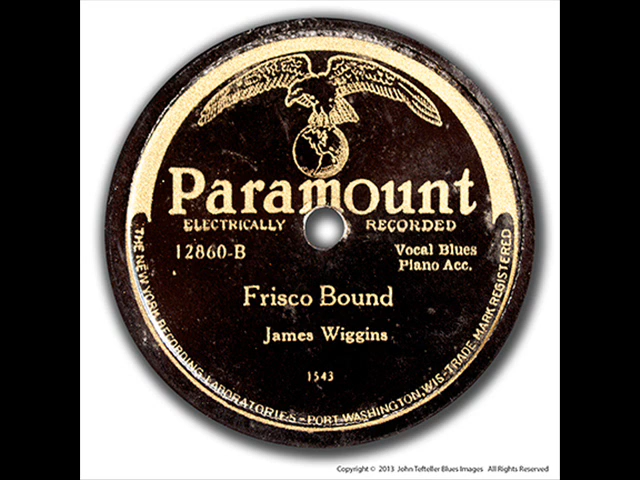 Paramount
ELECTRICALLY RECORDED
12860-B
Vocal Blues
Piano Acc.
Frisco Bound
James Wiggins
1543
THE NEW YORK RECORDING LABORATORIES - PORT WASHINGTON, WIS - TRADE MARK REGISTERED
Copyright © 2013 John Tefteller Blues Images All Rights Reserved